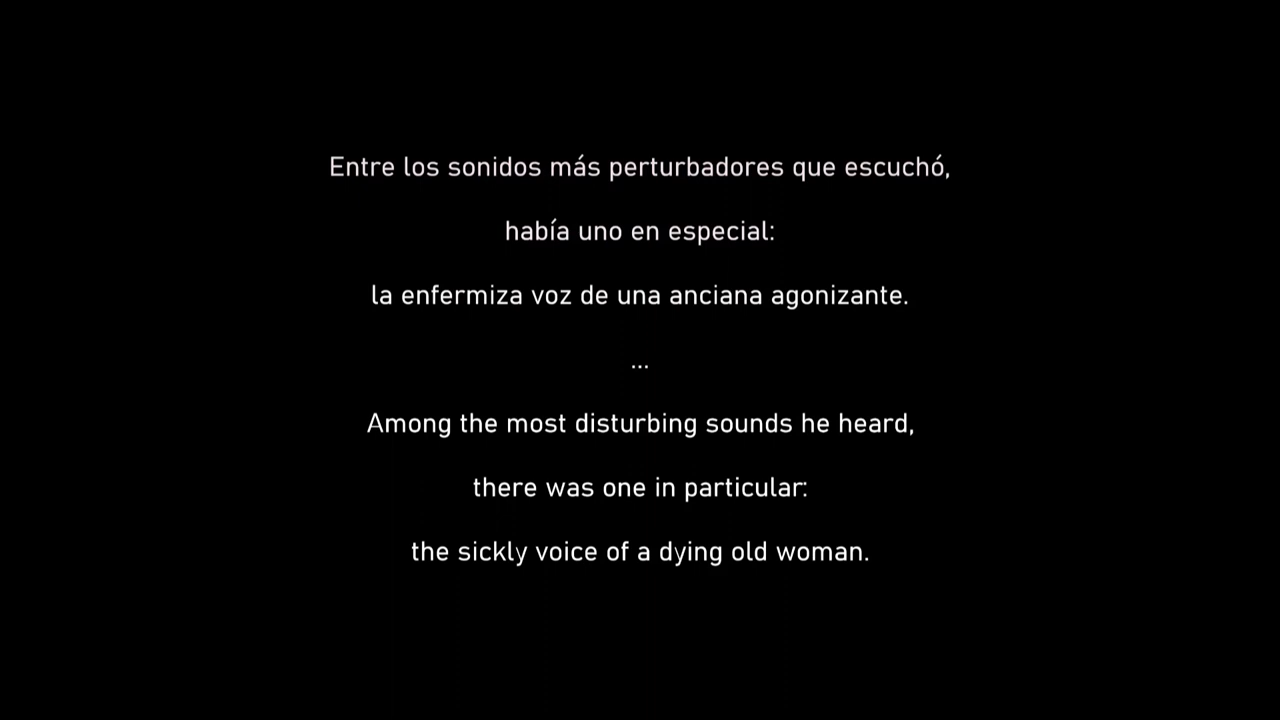 Entre los sonidos más perturbadores que escuchó,
había uno en especial:
la enfermiza voz de una anciana agonizante.
...
Among the most disturbing sounds he heard,
there was one in particular:
the sickly voice of a dying old woman.